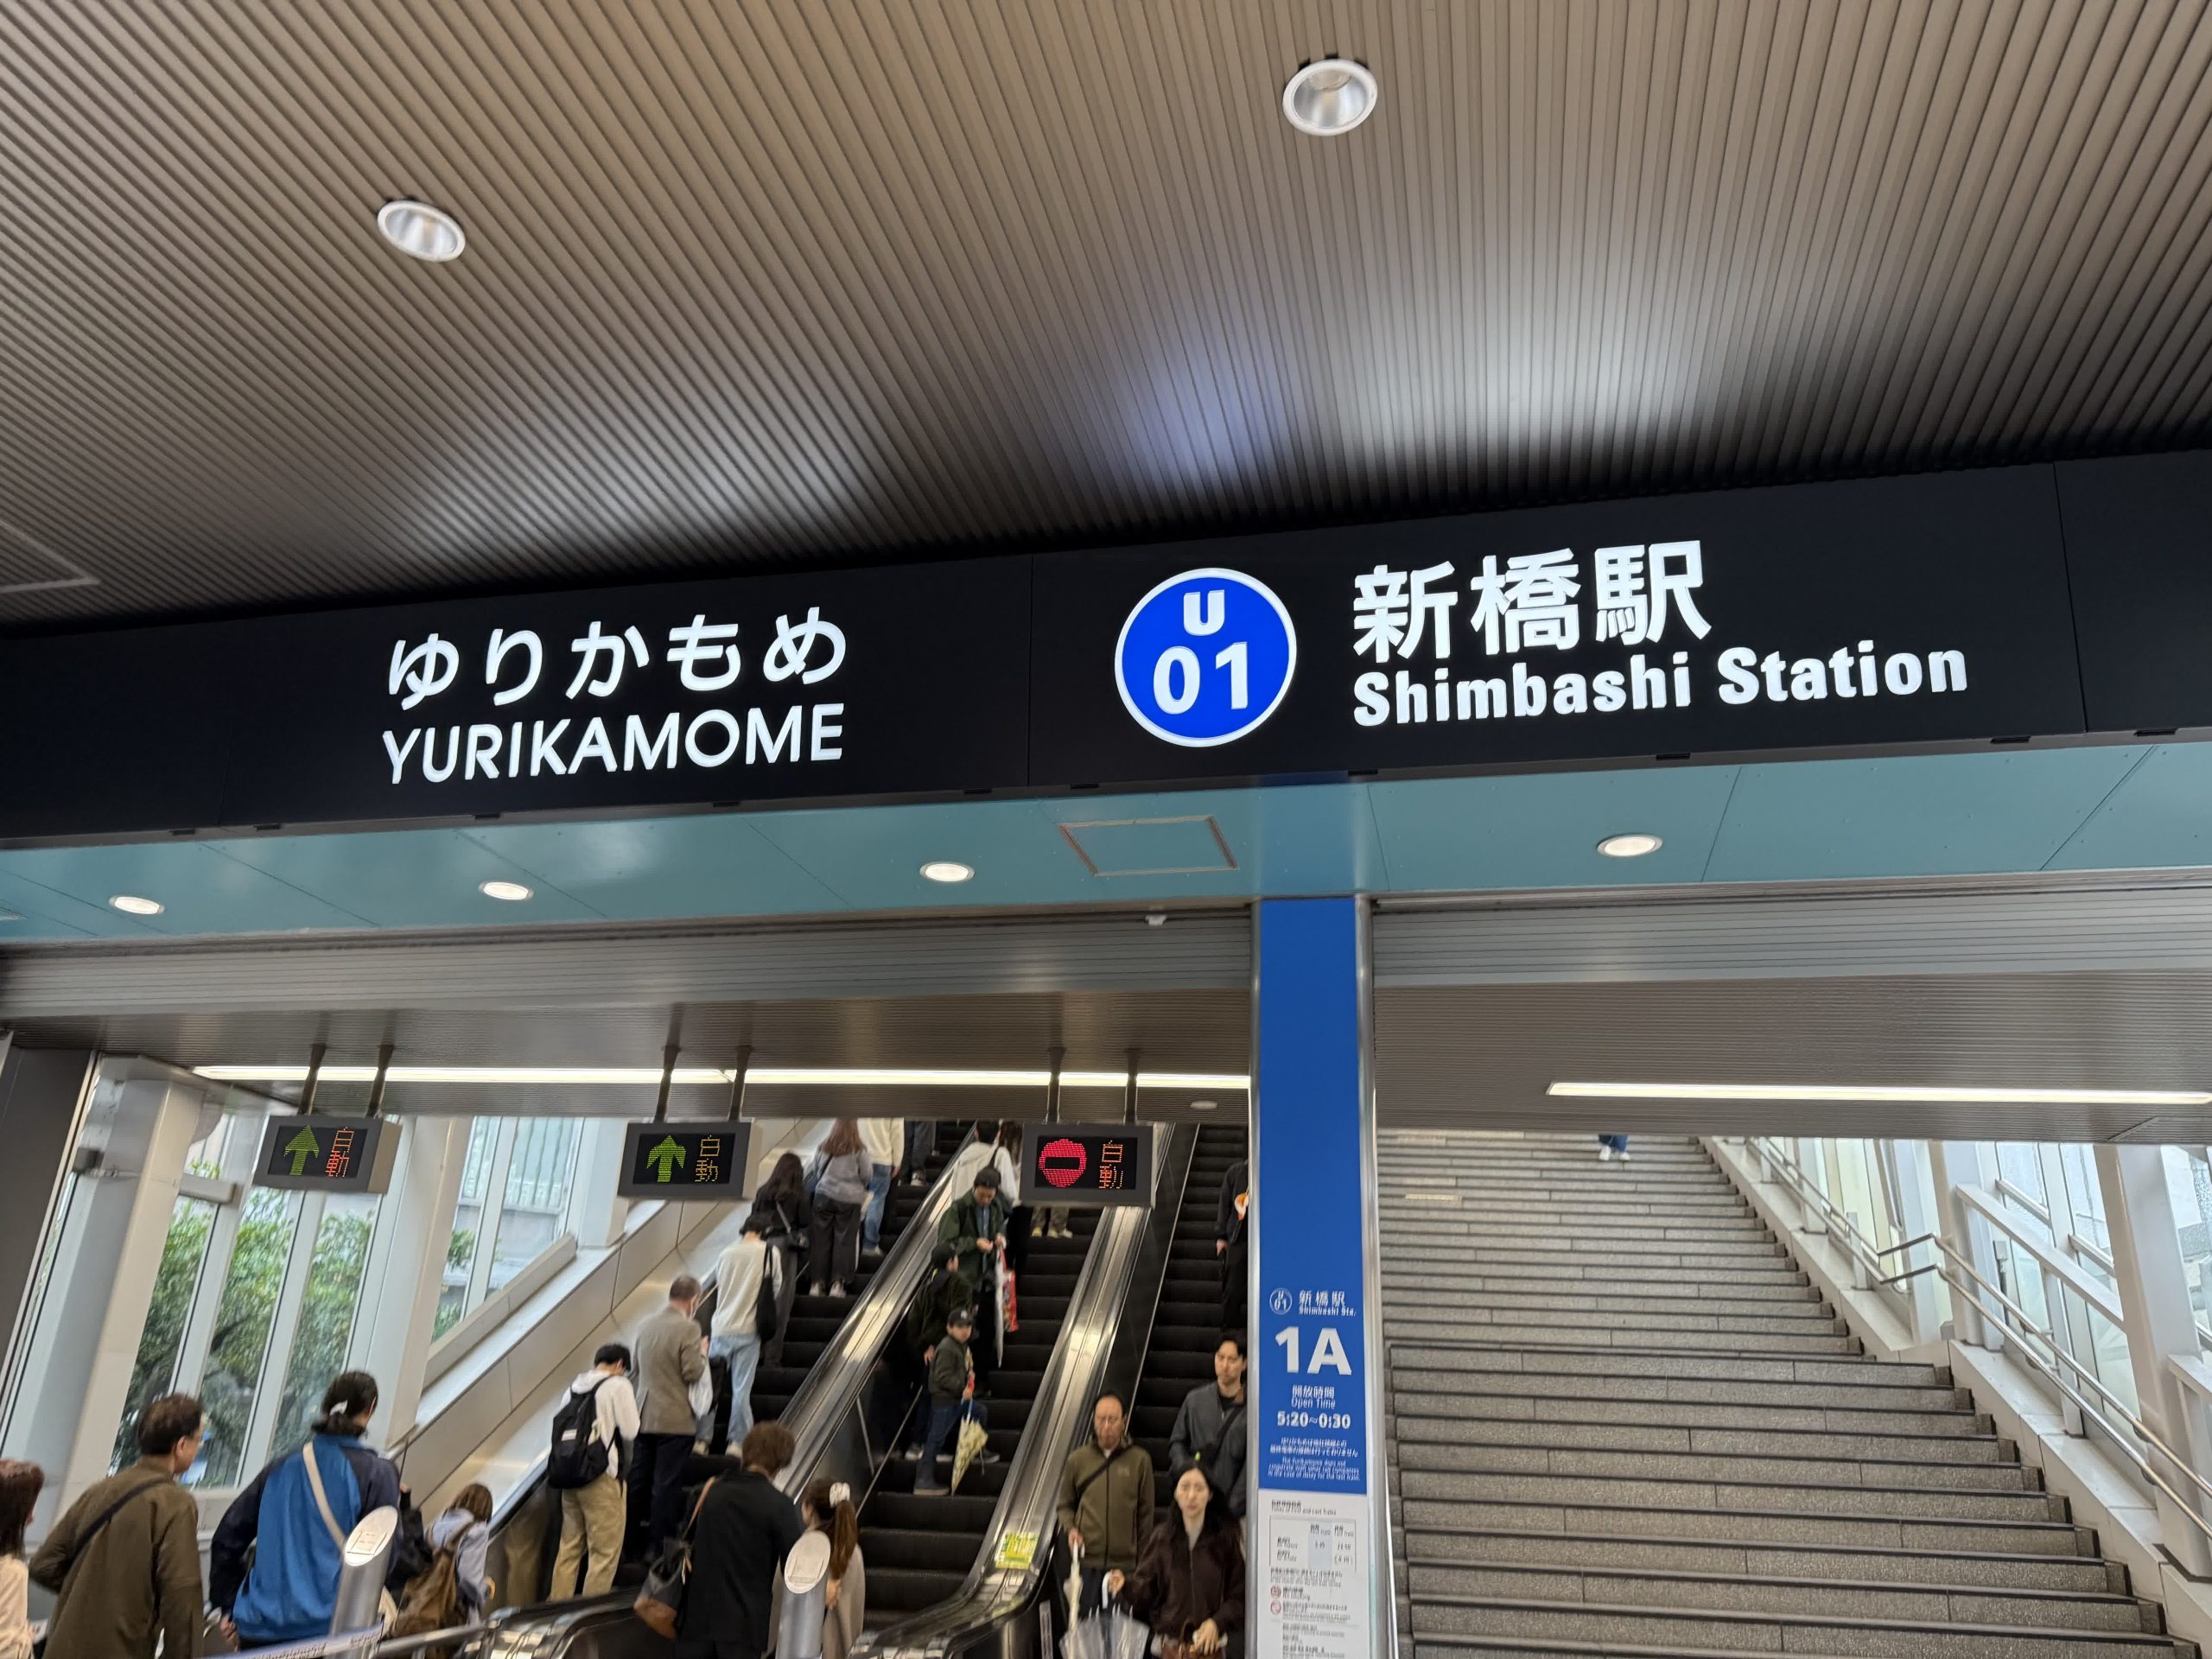 ゆりかもめ
YURIKAMOME
U
01
新橋駅
Shimbashi Station
自動
自動
自動
U
01
新橋駅
Shimbashi Sta.
1A
開放時間
Open Time
5:20~0:30